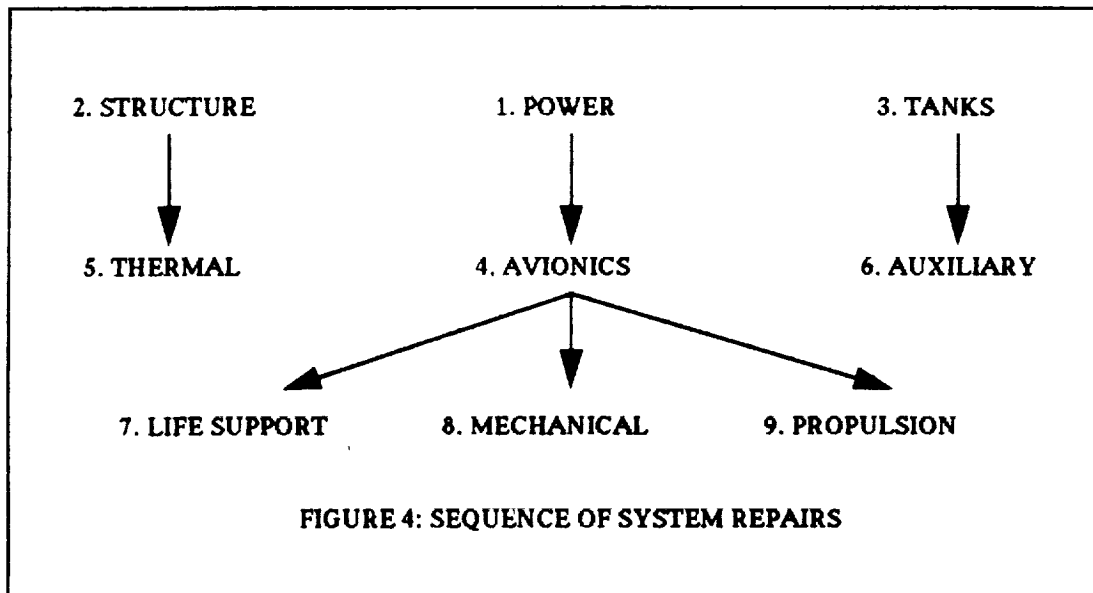 2. STRUCTURE 1. POWER 3. TANKS
5. THERMAL 4. AVIONICS 6. AUXILIARY
7. LIFE SUPPORT 8. MECHANICAL 9. PROPULSION
FIGURE 4: SEQUENCE OF SYSTEM REPAIRS